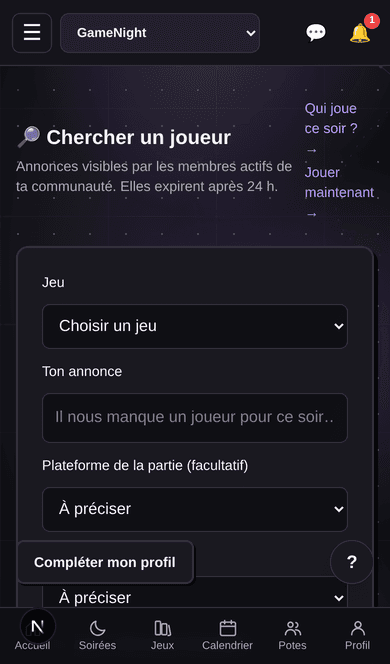 GameNight
1
Qui joue
ce soir ?
→
Jouer
maintenant
→
Chercher un joueur
Annonces visibles par les membres actifs de
ta communauté. Elles expirent après 24 h.
Jeu
Choisir un jeu
Ton annonce
Il nous manque un joueur pour ce soir..
Plateforme de la partie (facultatif)
À préciser
Compléter mon profil
?
À préciser
N
Accueil
Soirées
Jeux
Calendrier
Potes
Profil